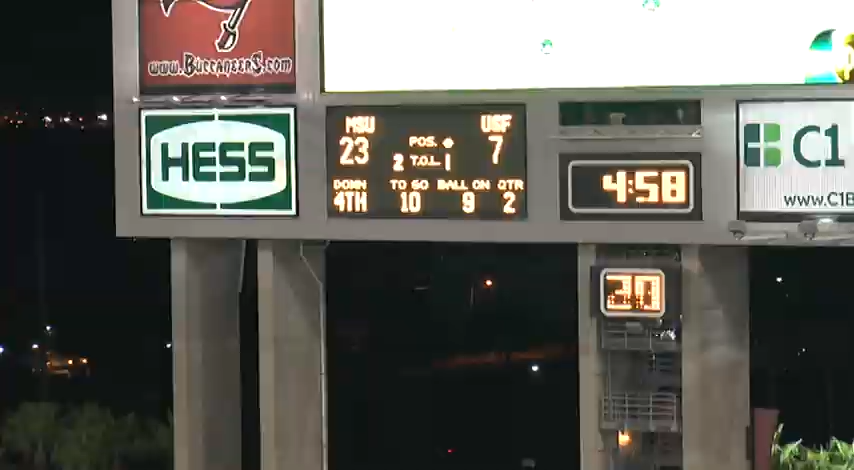 www.BuccaneerS.com
HESS
MSU USF
23 POS. 7
2 T.O.L. 1
DOWN TO GO BALL ON QTR
4TH 10 9 2
4:58
C1
www.C1B